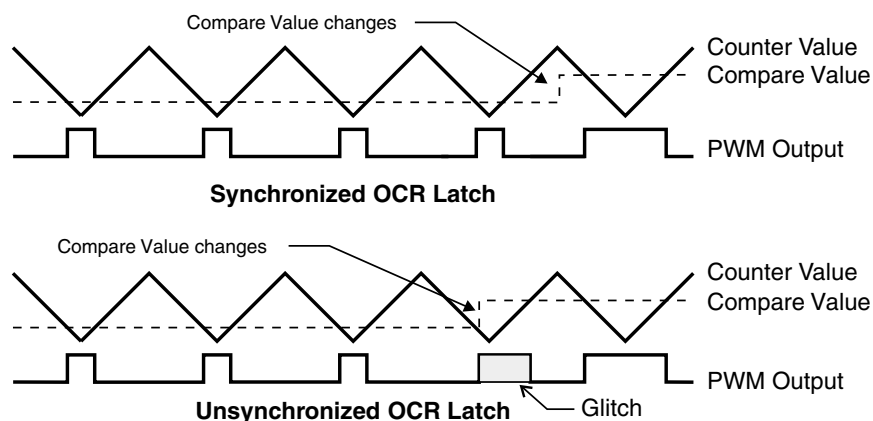 Compare Value changes
Counter Value
Compare Value
PWM Output
Synchronized OCR Latch
Compare Value changes
Counter Value
Compare Value
PWM Output
Glitch
Unsynchronized OCR Latch